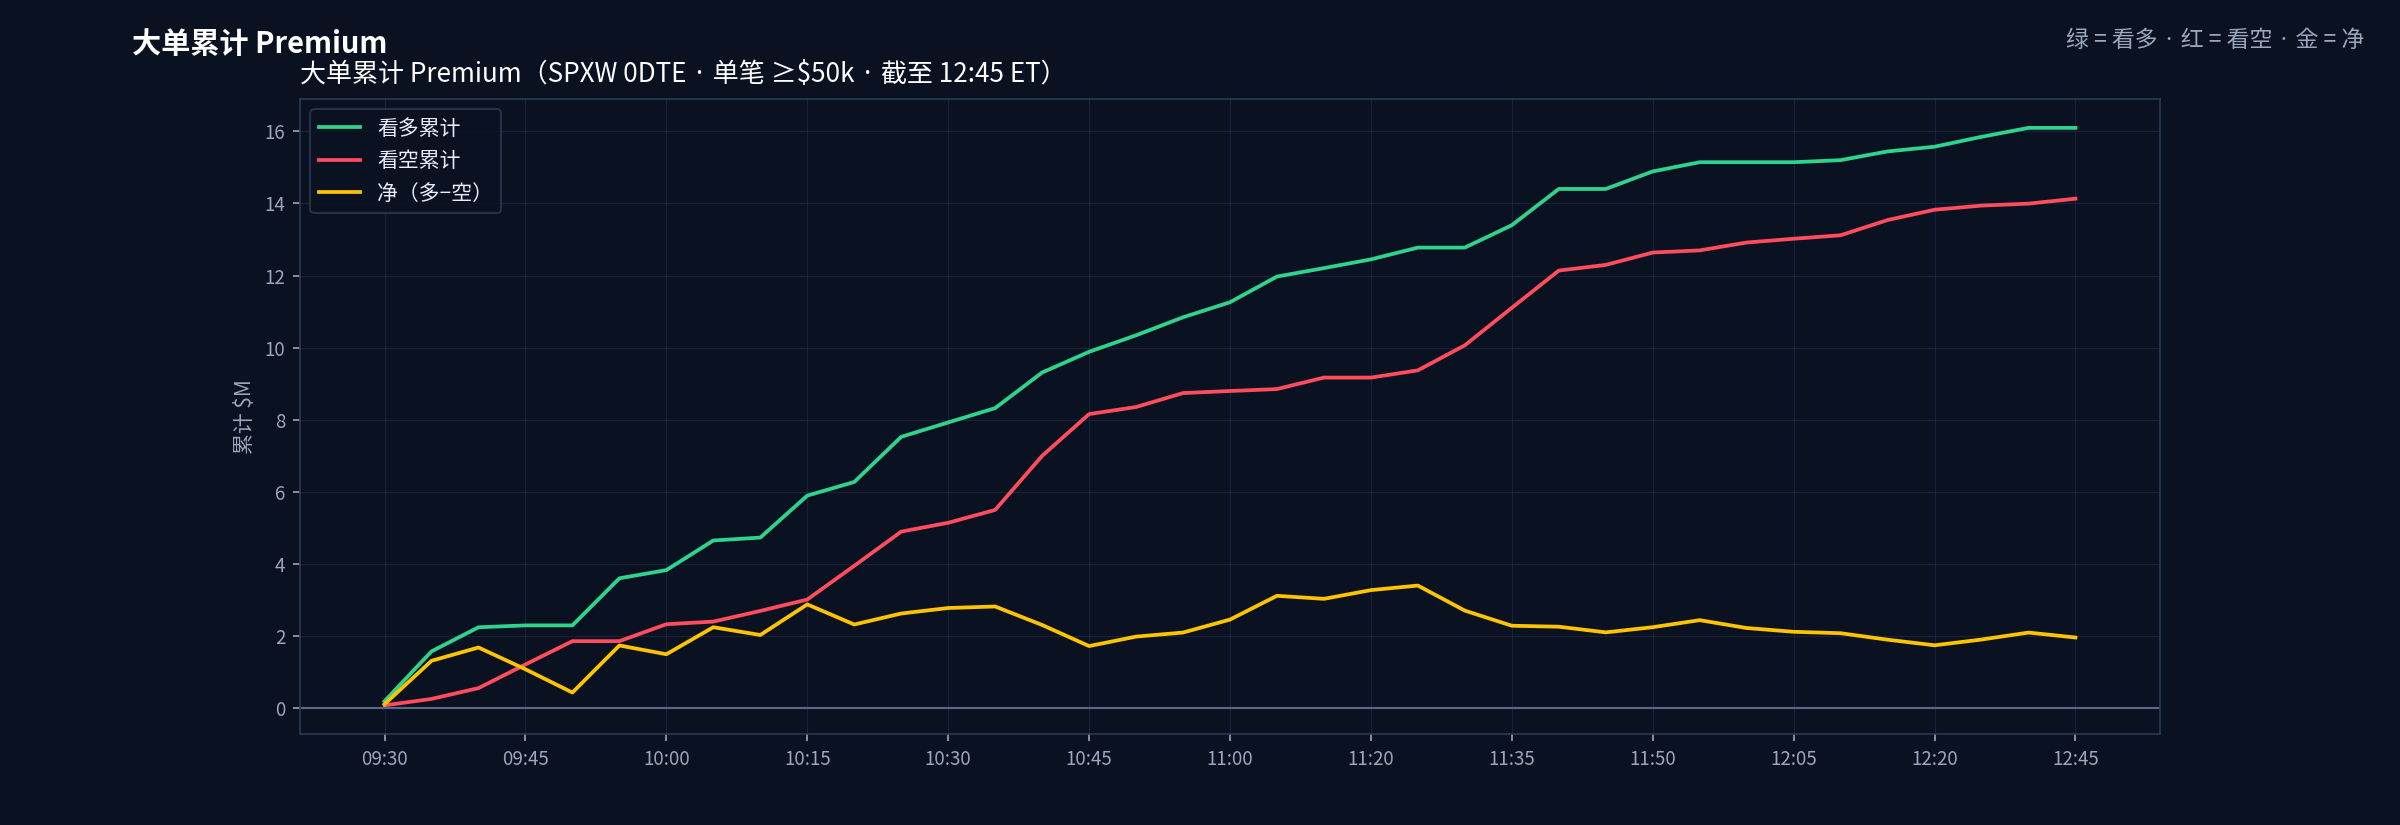 大单累计 Premium
绿 = 看多 · 红 = 看空 · 金 = 净
大单累计 Premium（SPXW 0DTE · 单笔 ≥$50k · 截至 12:45 ET）
看多累计
看空累计
净（多−空）
累计 $M
16
14
12
10
8
6
4
2
0
09:30 09:45 10:00 10:15 10:30 10:45 11:00 11:20 11:35 11:50 12:05 12:20 12:45